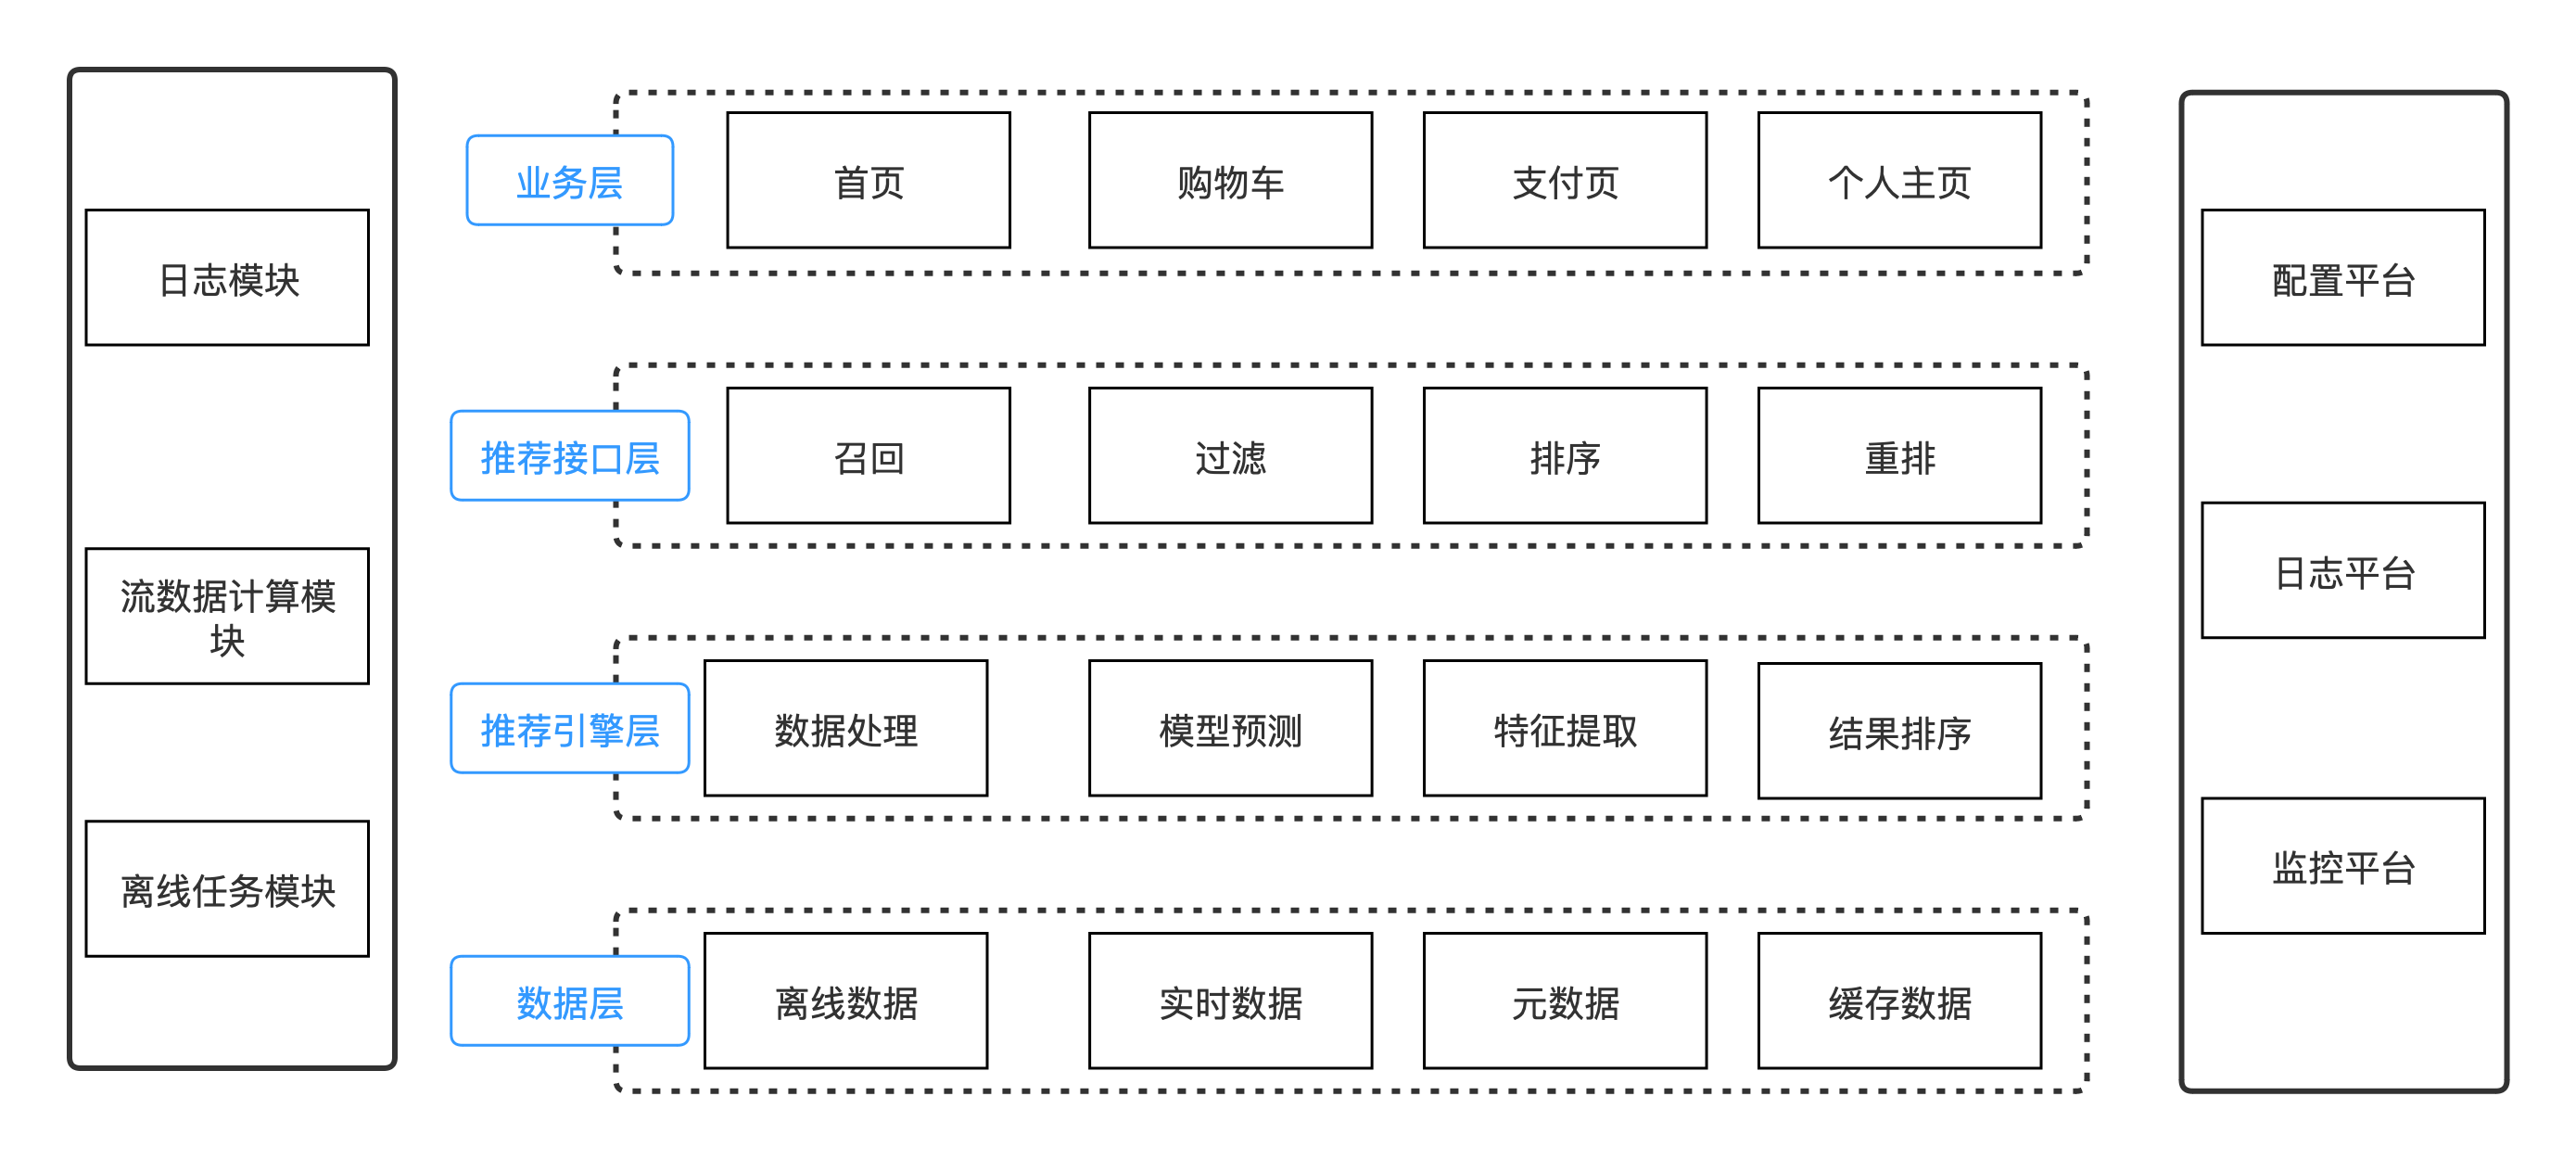 日志模块
流数据计算模
块
离线任务模块
业务层
首页
购物车
支付页
个人主页
推荐接口层
召回
过滤
排序
重排
推荐引擎层
数据处理
模型预测
特征提取
结果排序
数据层
离线数据
实时数据
元数据
缓存数据
配置平台
日志平台
监控平台